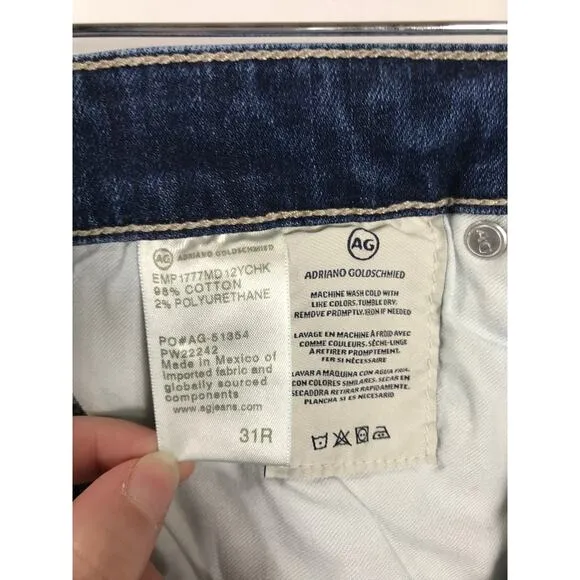 AG ADRIANO GOLDSCHMIED
EMP1777MD12YCHK
98% COTTON
2% POLYURETHANE
PO#AG-51354
PW22242
Made in Mexico of
imported fabric and
globally sourced
components
www.agjeans.com
31R
AG
ADRIANO GOLDSCHMIED
MACHINE WASH COLD WITH
LIKE COLORS. TUMBLE DRY.
REMOVE PROMPTLY. IRON IF NEEDED
LAVAGE EN MACHINE À FROID AVEC
COMME COULEURS. SÈCHE-LINGE
À RETIRER PROMPTEMENT.
FER SI NÉCESSAIRE
LAVAR A MAQUINA CON AGUA FRIA
CON COLORES SIMILARES. SECAR EN
SECADORA RETIRAR RAPIDAMENTE.
PLANCHA SI ES NECESARIO